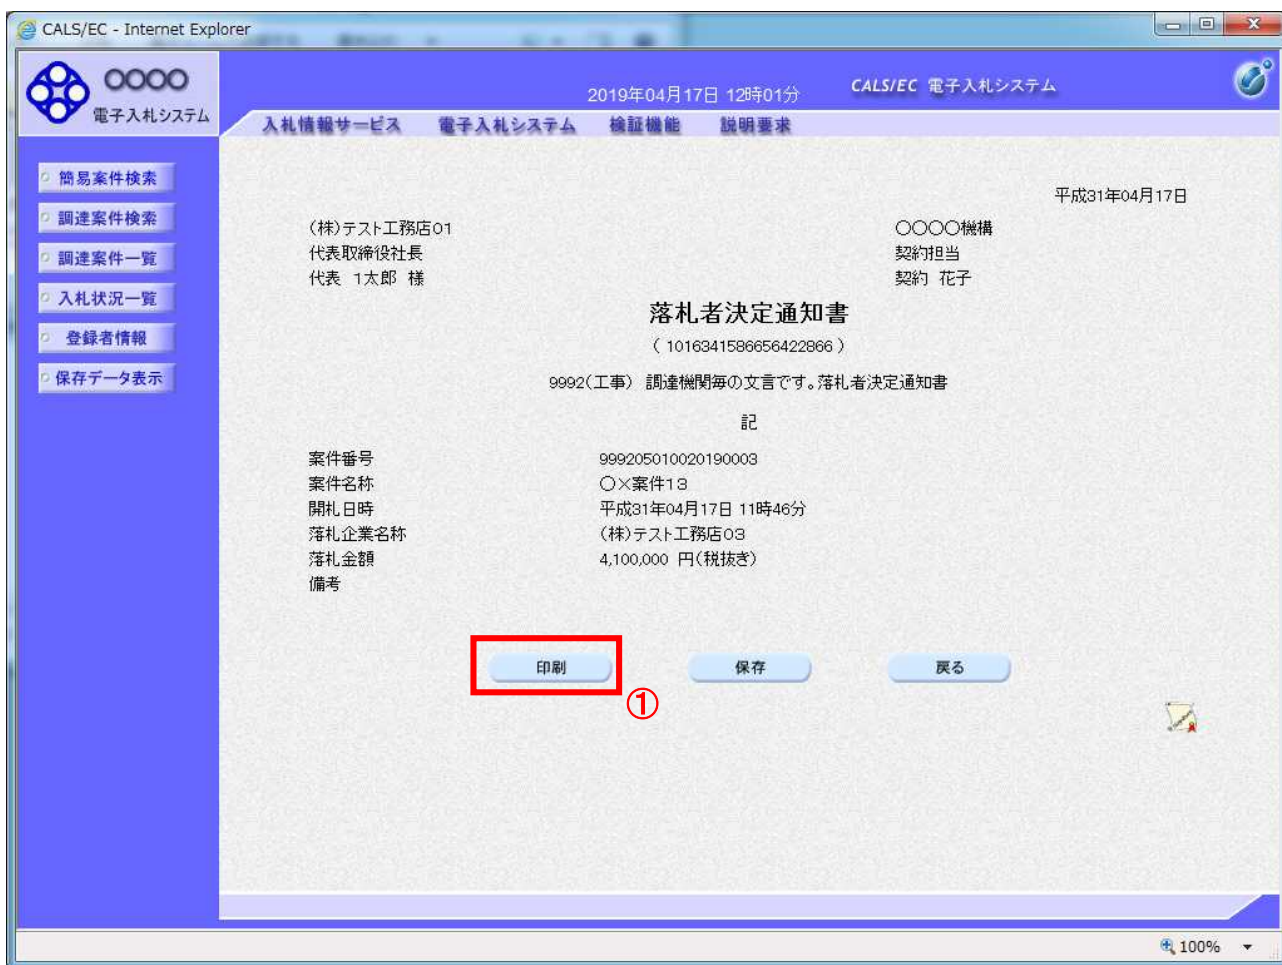 CALS/EC - Internet Explorer
○○○○
電子入札システム
2019年04月17日 12時01分
CALS/EC 電子入札システム
入札情報サービス 電子入札システム 検証機能 説明要求
簡易案件検索
調達案件検索
調達案件一覧
入札状況一覧
登録者情報
保存データ表示
平成31年04月17日
(株)テスト工務店01
○○○○機構
代表取締役社長
契約担当
代表 1太郎 様
契約 花子
落札者決定通知書
( 1016341586656422866 )
9992(工事) 調達機関毎の文言です。落札者決定通知書
記
案件番号 999205010020190003
案件名称 ○×案件13
開札日時 平成31年04月17日 11時46分
落札企業名称 (株)テスト工務店03
落札金額 4,100,000 円(税抜き)
備考
印刷 保存 戻る
①
100%